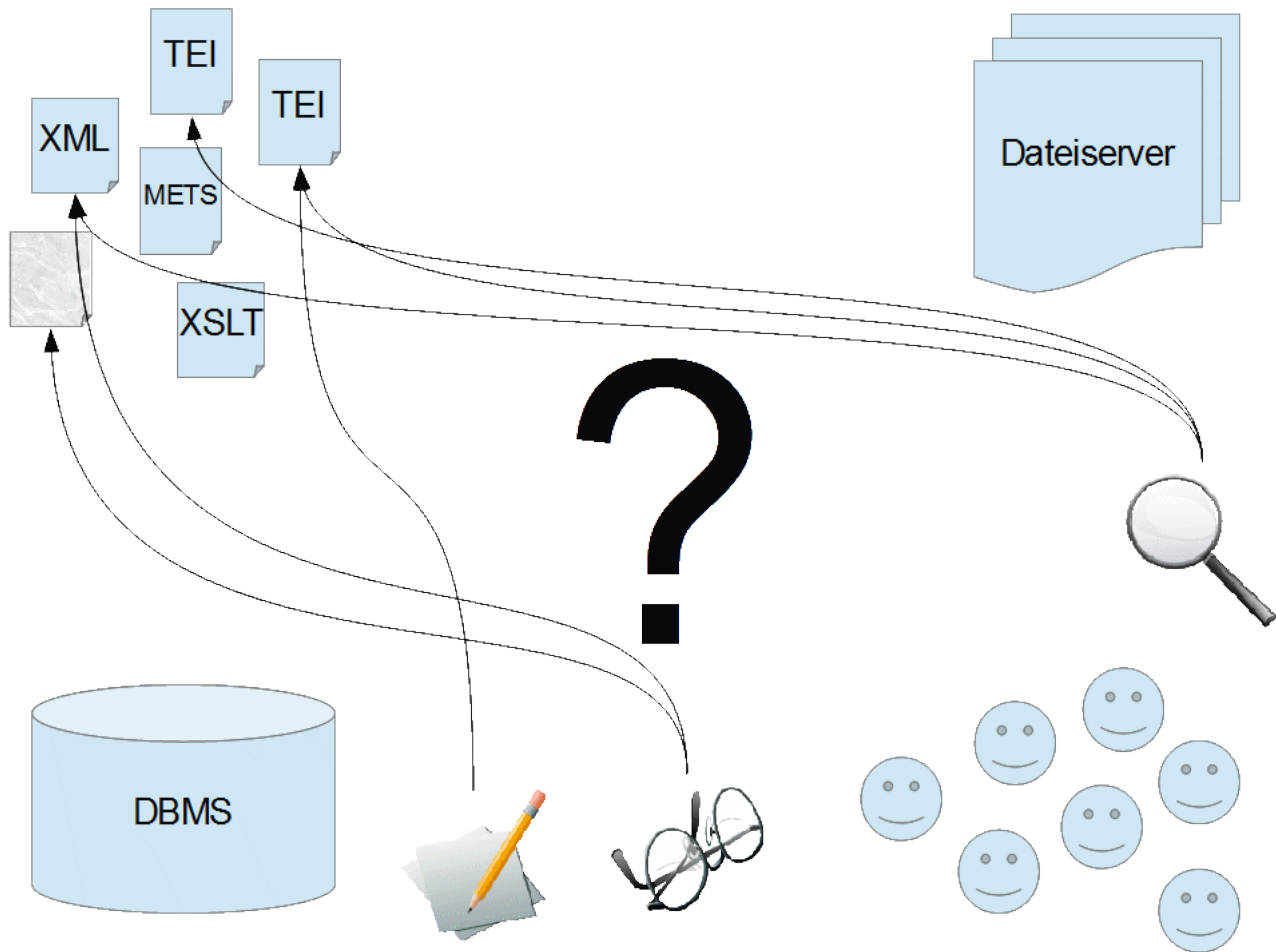 TEI
TEI
XML
METS
XSLT
Dateiserver
?
DBMS